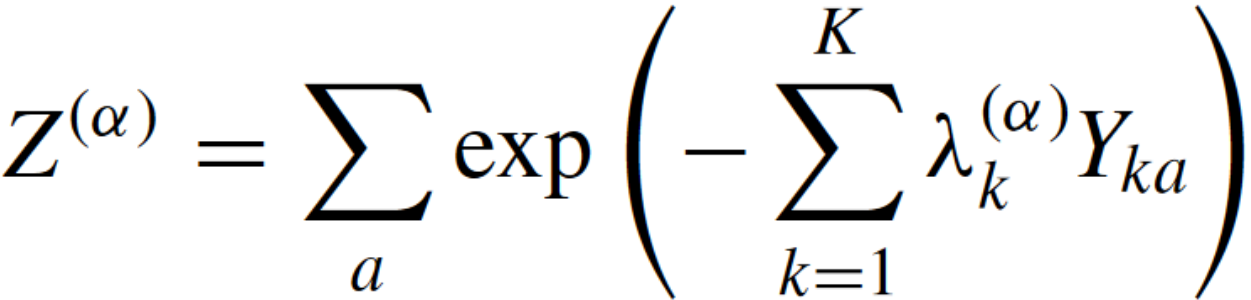 Z^{(α)} = \sum_{a} \exp \left( - \sum_{k=1}^{K} λ_k^{(α)} Y_{ka} \right)